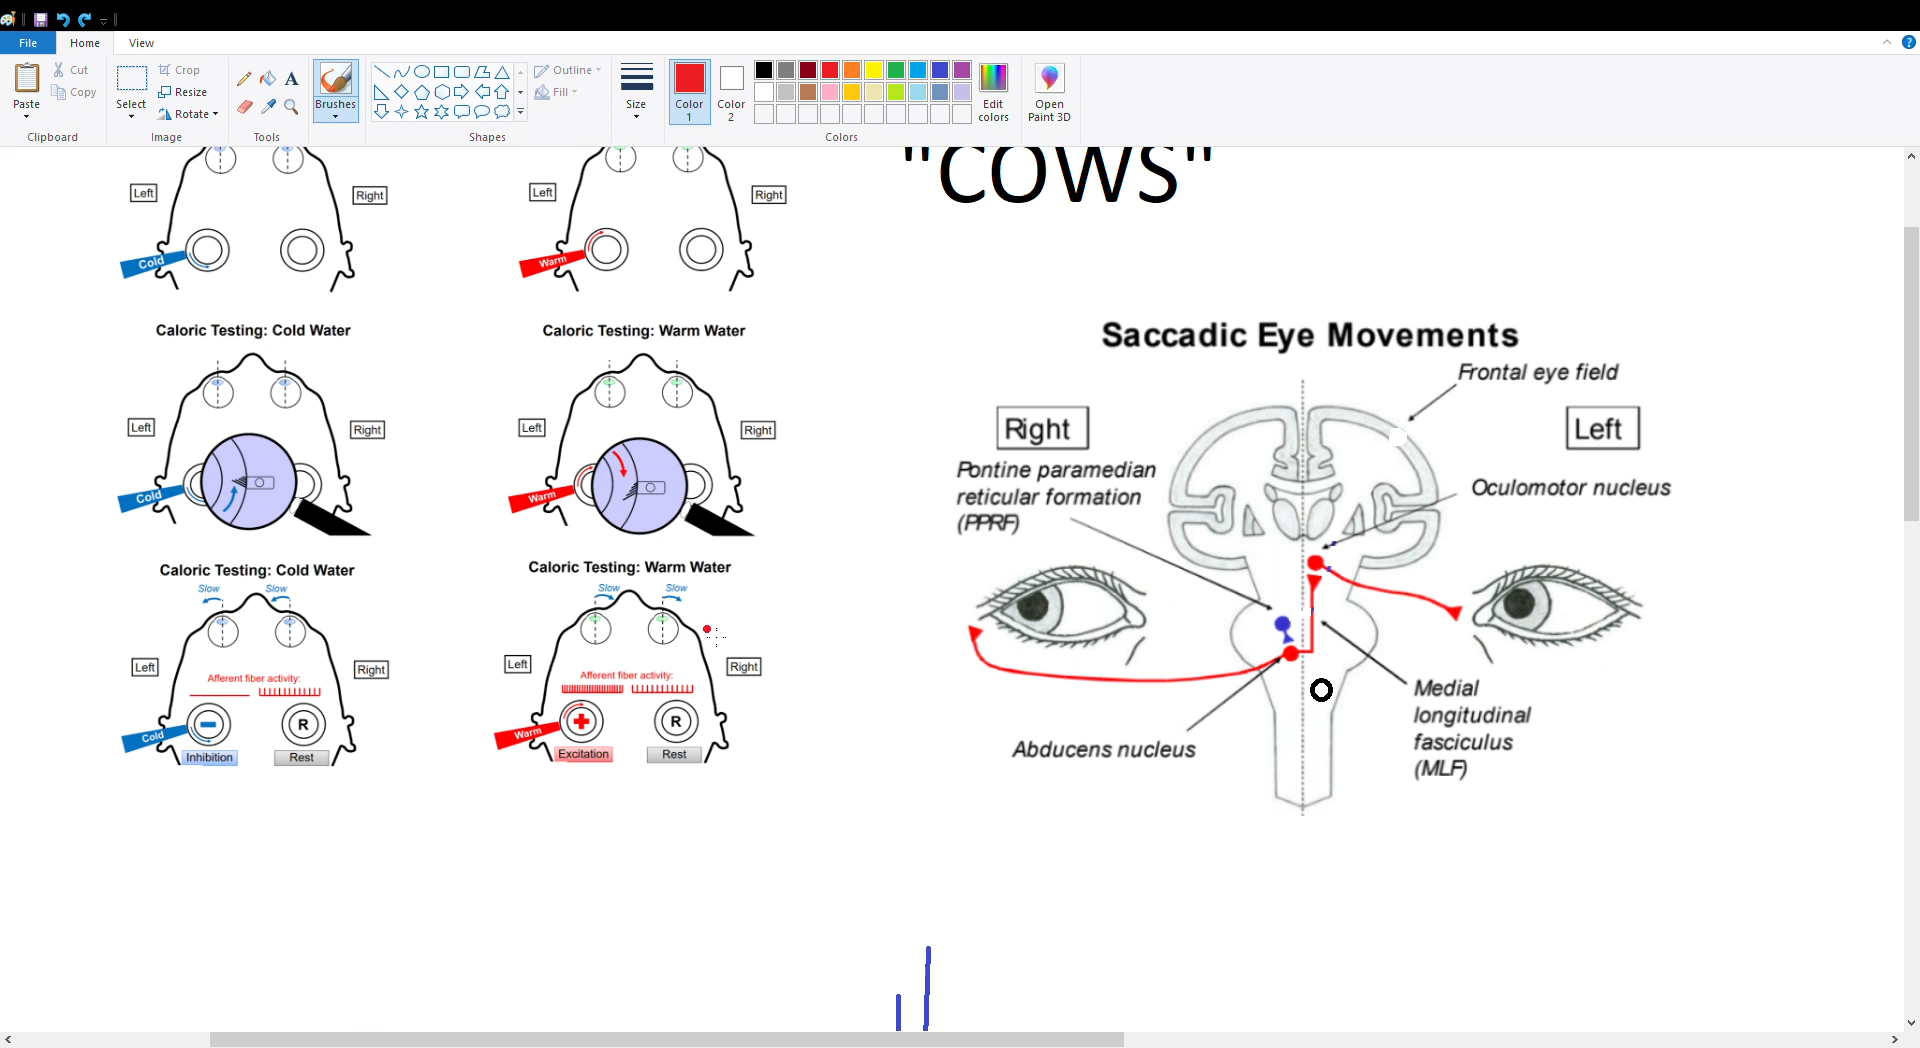 File
Home
View
Paste
Cut
Copy
Clipboard
Select
Crop
Resize
Rotate
Image
Tools
Brushes
Shapes
Outline
Fill
Size
Color
1
Color
2
Edit
colors
Colors
Open
Paint 3D
"COWS"
Left
Right
Cold
Left
Right
Warm
Caloric Testing: Cold Water
Left
Right
Cold
Caloric Testing: Warm Water
Left
Right
Warm
Caloric Testing: Cold Water
Slow
Slow
Left
Right
Afferent fiber activity:
R
Cold
Inhibition
Rest
Caloric Testing: Warm Water
Slow
Slow
Left
Right
Afferent fiber activity:
R
Warm
Excitation
Rest
Saccadic Eye Movements
Frontal eye field
Right
Left
Pontine paramedian
reticular formation
(PPRF)
Oculomotor nucleus
Medial
longitudinal
fasciculus
(MLF)
Abducens nucleus